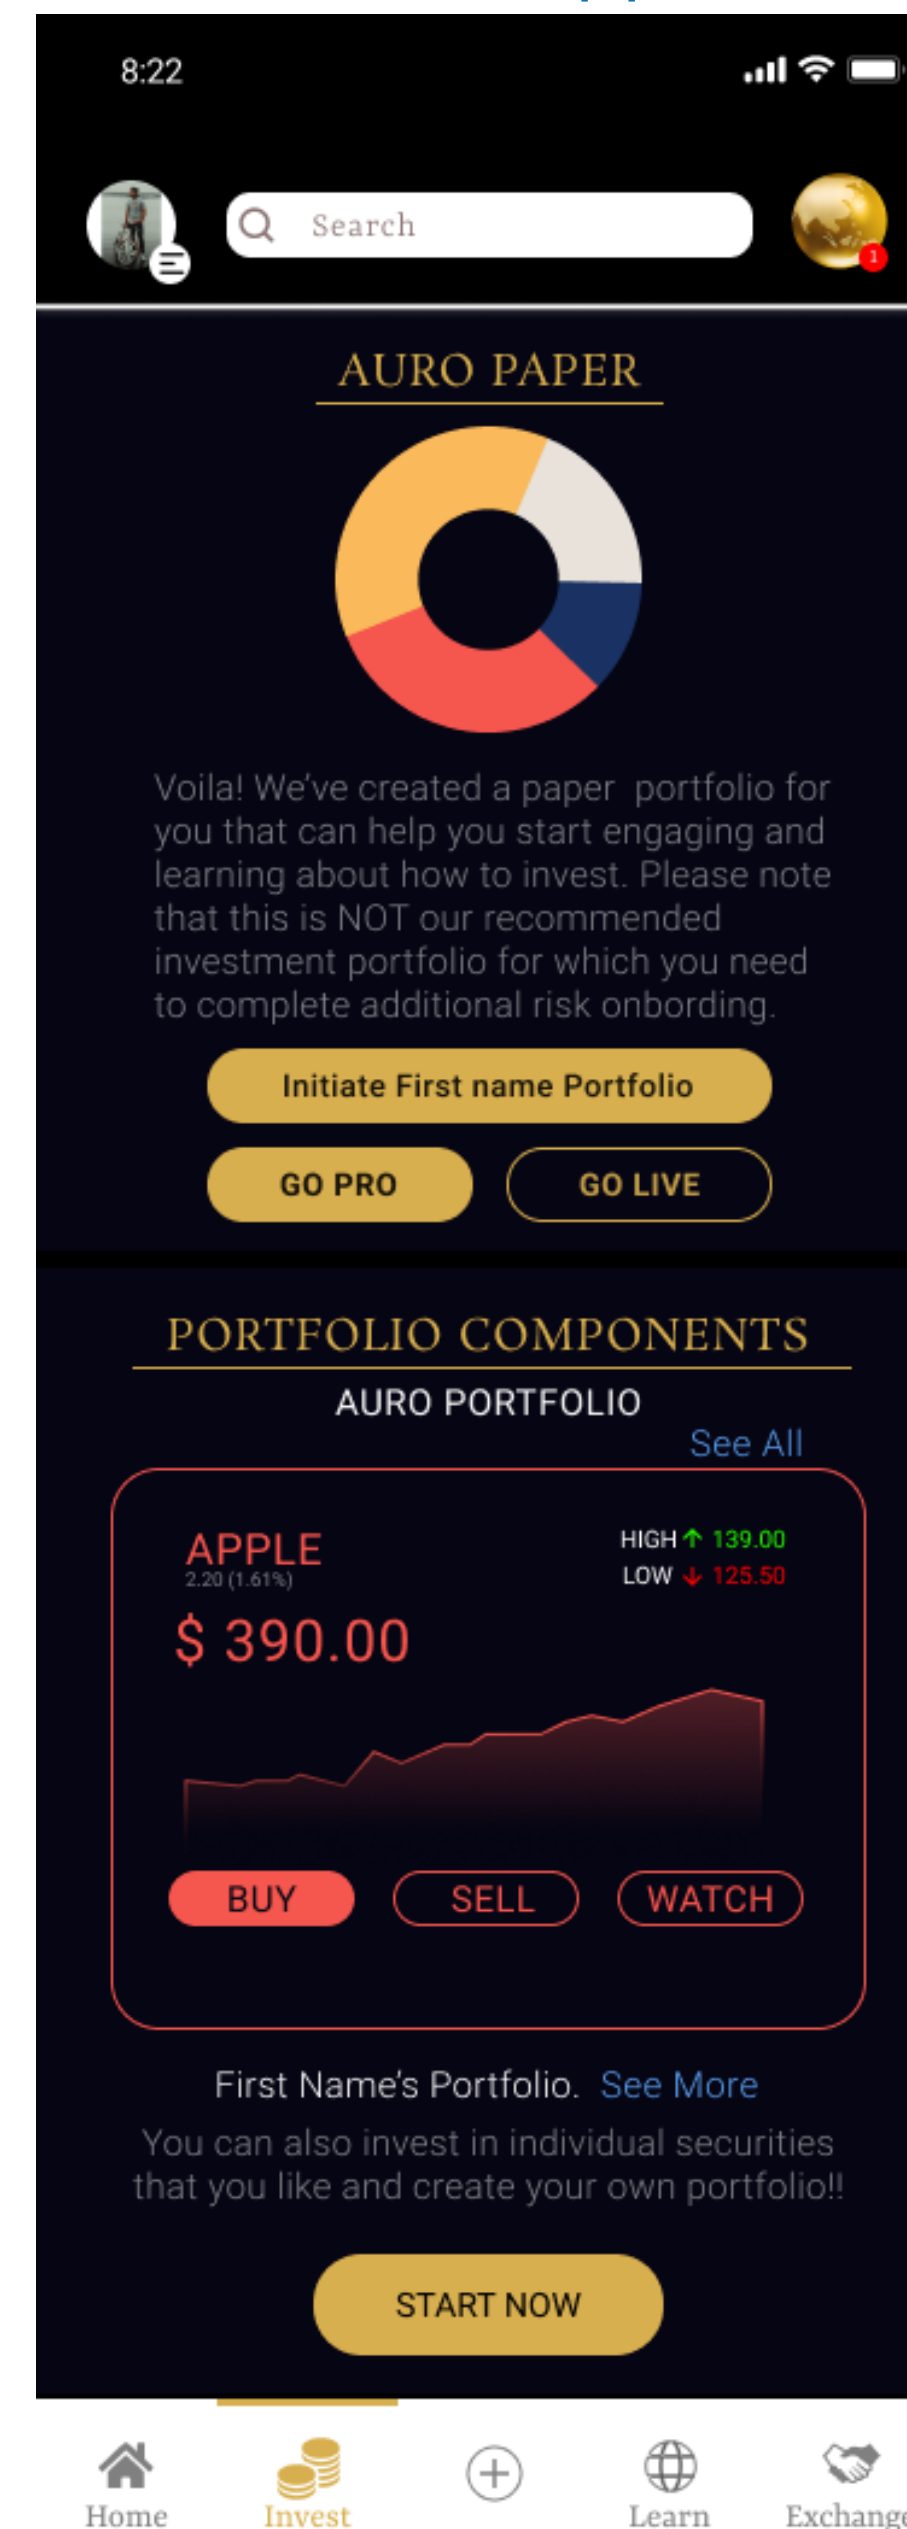 8:22
Search
1
AURO PAPER
Voila! We've created a paper portfolio for
you that can help you start engaging and
learning about how to invest. Please note
that this is NOT our recommended
investment portfolio for which you need
to complete additional risk onbording.
Initiate First name Portfolio
GO PRO GO LIVE
PORTFOLIO COMPONENTS
AURO PORTFOLIO
See All
APPLE HIGH ↑ 139.00
2.20 (1.61%) LOW ↓ 125.50
$ 390.00
BUY SELL WATCH
First Name's Portfolio. See More
You can also invest in individual securities
that you like and create your own portfolio!!
START NOW
Home Invest Learn Exchange